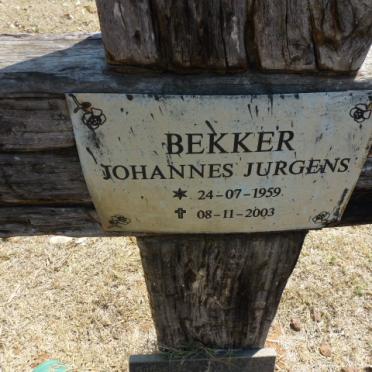 BEKKER
JOHANNES JURGENS
* 24-07-1959
✝ 08-11-2003